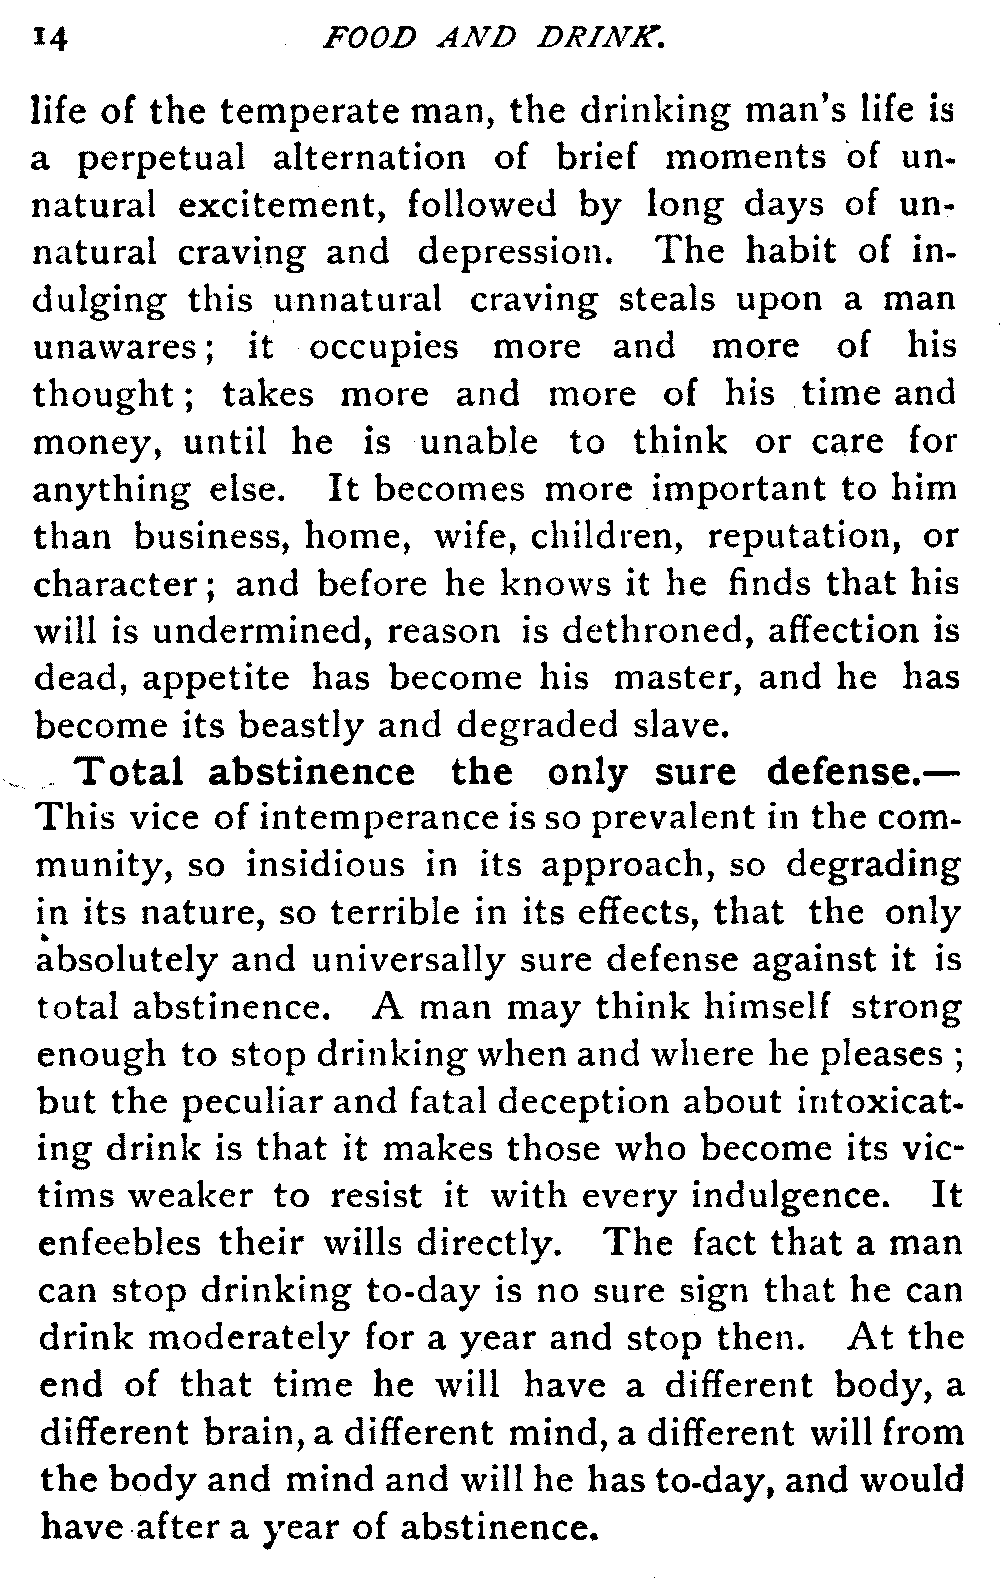 14 FOOD AND DRINK.
life of the temperate man, the drinking man's life is
a perpetual alternation of brief moments of un-
natural excitement, followed by long days of un-
natural craving and depression. The habit of in-
dulging this unnatural craving steals upon a man
unawares; it occupies more and more of his
thought; takes more and more of his time and
money, until he is unable to think or care for
anything else. It becomes more important to him
than business, home, wife, children, reputation, or
character; and before he knows it he finds that his
will is undermined, reason is dethroned, affection is
dead, appetite has become his master, and he has
become its beastly and degraded slave.
Total abstinence the only sure defense.—
This vice of intemperance is so prevalent in the com-
munity, so insidious in its approach, so degrading
in its nature, so terrible in its effects, that the only
absolutely and universally sure defense against it is
total abstinence. A man may think himself strong
enough to stop drinking when and where he pleases;
but the peculiar and fatal deception about intoxicat-
ing drink is that it makes those who become its vic-
tims weaker to resist it with every indulgence. It
enfeebles their wills directly. The fact that a man
can stop drinking to-day is no sure sign that he can
drink moderately for a year and stop then. At the
end of that time he will have a different body, a
different brain, a different mind, a different will from
the body and mind and will he has to-day, and would
have after a year of abstinence.